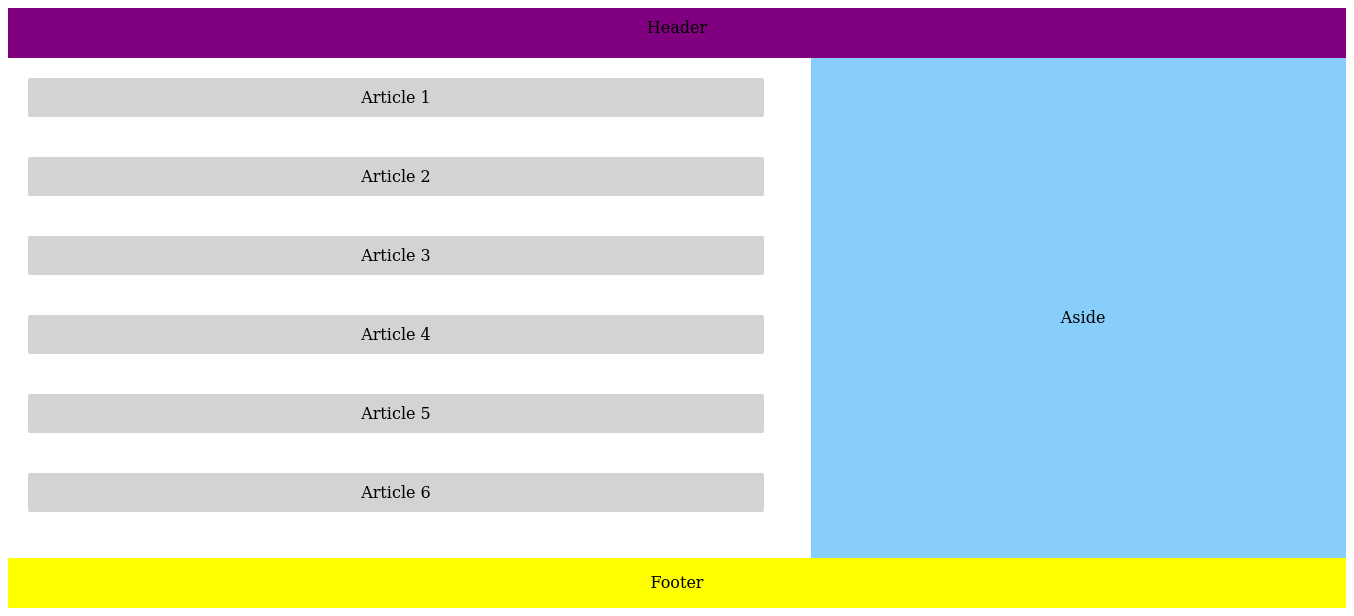 Header
Article 1
Article 2
Article 3
Article 4
Article 5
Article 6
Aside
Footer